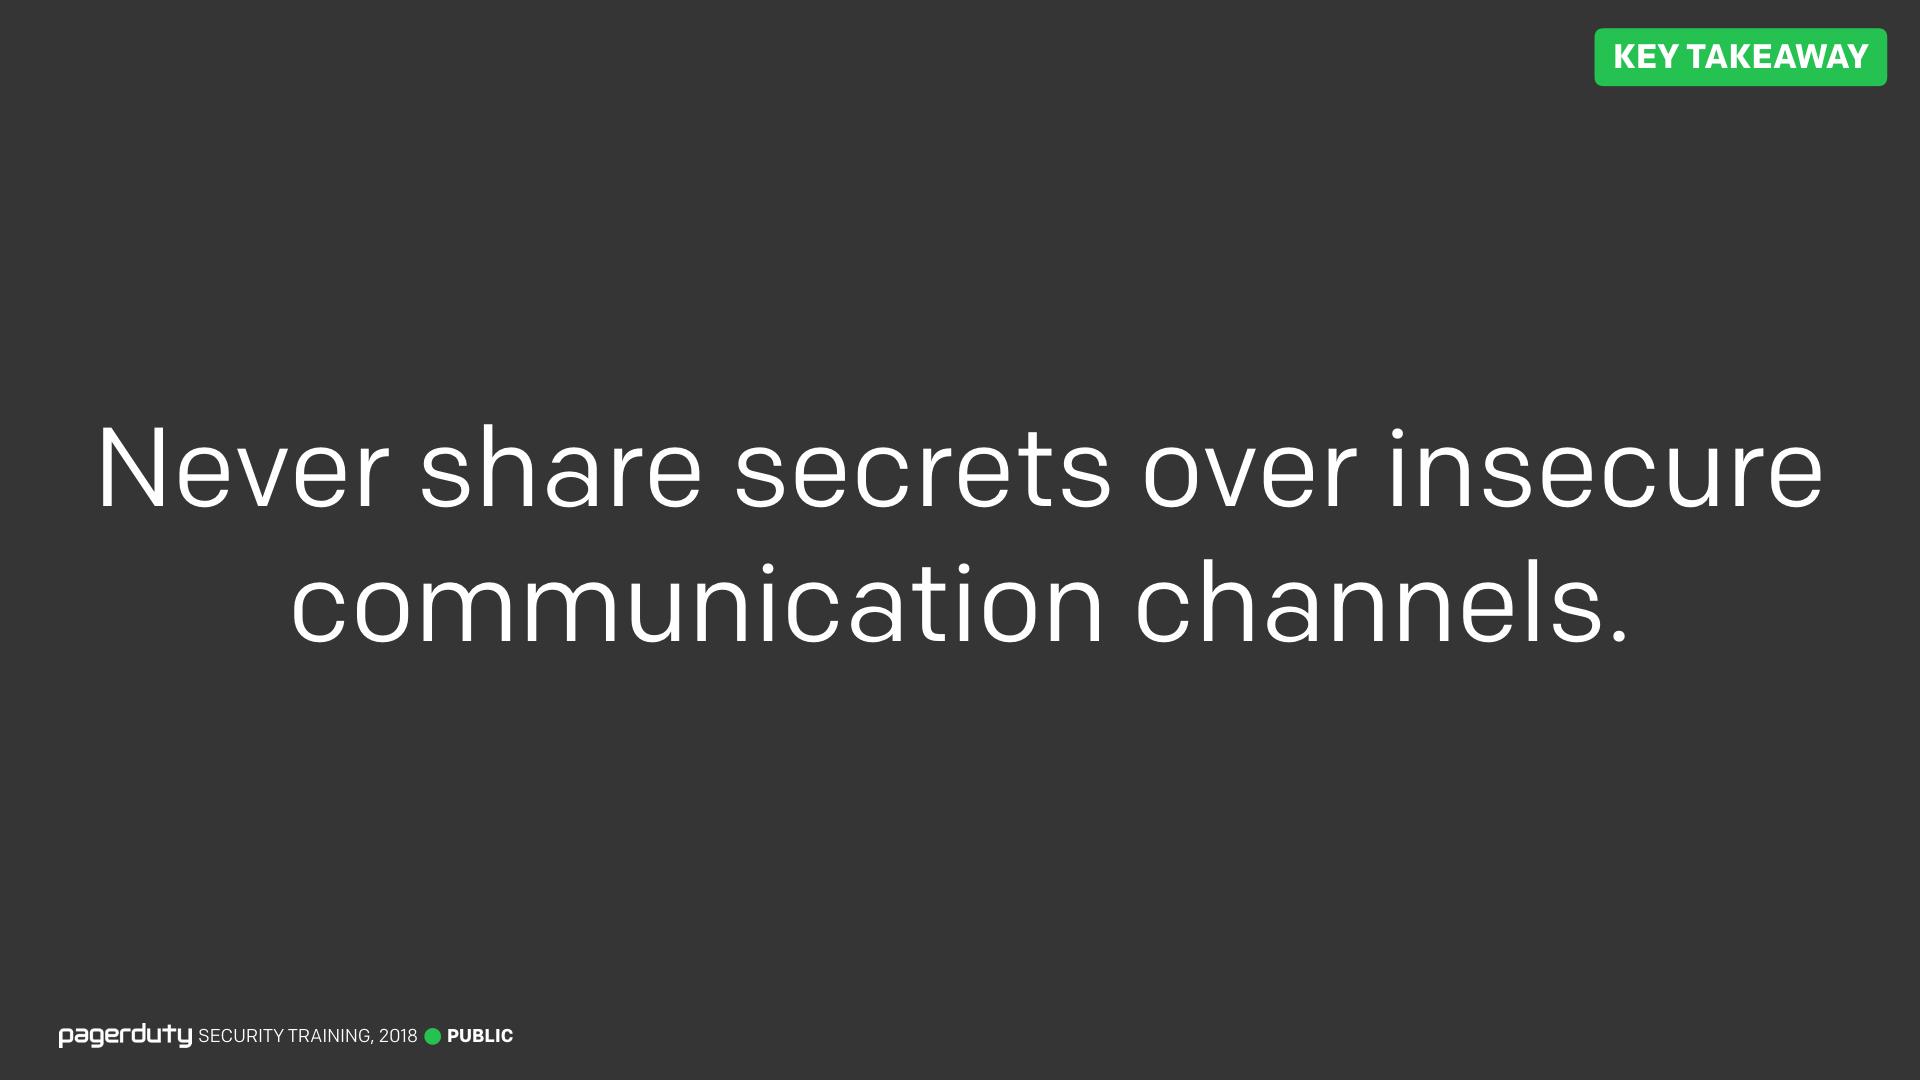 KEY TAKEAWAY
Never share secrets over insecure
communication channels.
pagerduty SECURITY TRAINING, 2018 PUBLIC